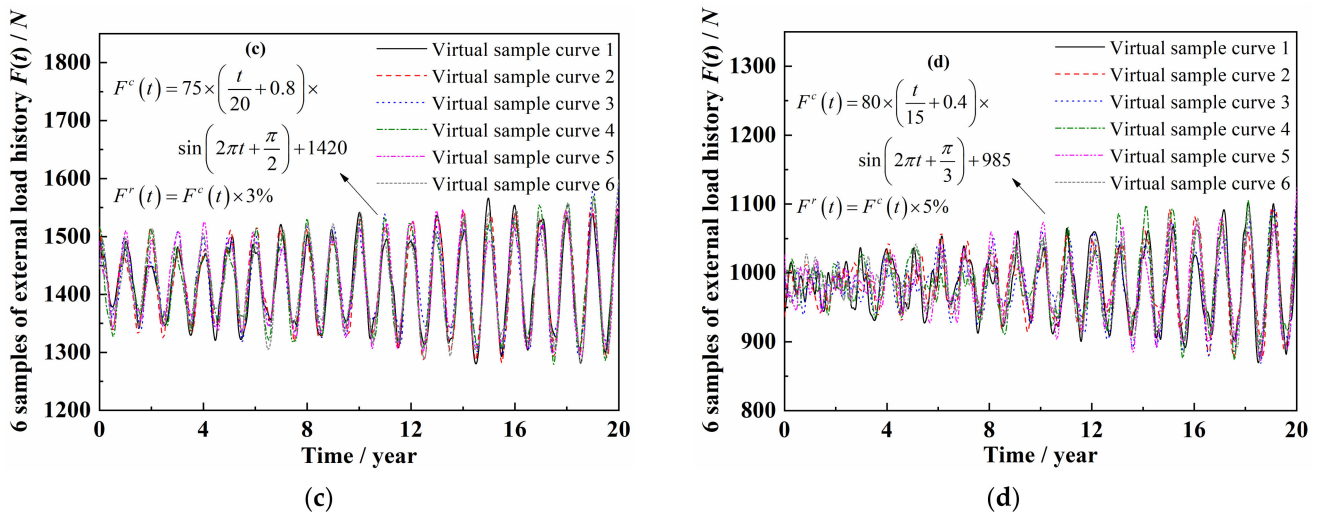 6 samples of external load history F(t) / N
1800
1700
1600
1500
1400
1300
1200
(c)
F^c(t) = 75×(t/20+0.8)×
sin(2πt+π/2)+1420
F^r(t) = F^c(t)×3%
Virtual sample curve 1
Virtual sample curve 2
Virtual sample curve 3
Virtual sample curve 4
Virtual sample curve 5
Virtual sample curve 6
0 4 8 12 16 20
Time / year
(c)
6 samples of external load history F(t) / N
1300
1200
1100
1000
900
800
(d)
F^c(t) = 80×(t/15+0.4)×
sin(2πt+π/3)+985
F^r(t) = F^c(t)×5%
Virtual sample curve 1
Virtual sample curve 2
Virtual sample curve 3
Virtual sample curve 4
Virtual sample curve 5
Virtual sample curve 6
0 4 8 12 16 20
Time / year
(d)